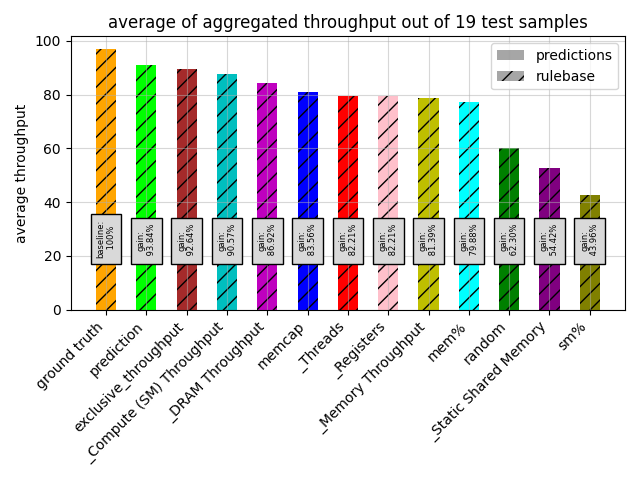 average of aggregated throughput out of 19 test samples
predictions
rulebase
average throughput
100
80
60
40
20
0
baseline:
100%
gain:
93.84%
gain:
92.64%
gain:
90.57%
gain:
86.92%
gain:
83.56%
gain:
82.21%
gain:
82.21%
gain:
81.39%
gain:
79.88%
gain:
62.30%
gain:
54.42%
gain:
43.96%
ground truth
prediction
exclusive_throughput
_Compute (SM) Throughput
_DRAM Throughput
memcap
_Threads
_Registers
_Memory Throughput
mem%
random
_Static Shared Memory
sm%